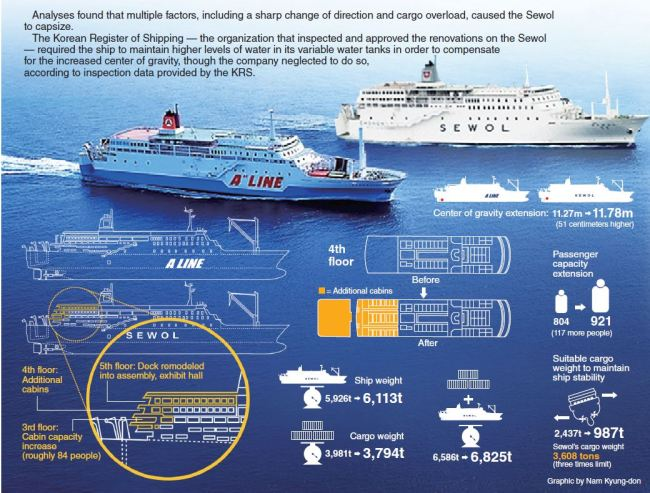 Analyses found that multiple factors, including a sharp change of direction and cargo overload, caused the Sewol
to capsize.
The Korean Register of Shipping — the organization that inspected and approved the renovations on the Sewol
— required the ship to maintain higher levels of water in its variable water tanks in order to compensate
for the increased center of gravity, though the company neglected to do so,
according to inspection data provided by the KRS.
SEWOL
A LINE
A LINE
SEWOL
Center of gravity extension: 11.27m → 11.78m
(51 centimeters higher)
A LINE
4th
floor
Before
= Additional cabins
After
Passenger
capacity
extension
804 → 921
(117 more people)
SEWOL
4th floor:
Additional
cabins
5th floor: Deck remodeled
into assembly, exhibit hall
3rd floor:
Cabin capacity
increase
(roughly 84 people)
SEWOL
Ship weight
5,926t → 6,113t
Cargo weight
3,981t → 3,794t
+
SEWOL
6,586t → 6,825t
Suitable cargo
weight to maintain
ship stability
2,437t → 987t
Sewol's cargo weight
3,608 tons
(three times limit)
Graphic by Nam Kyung-don